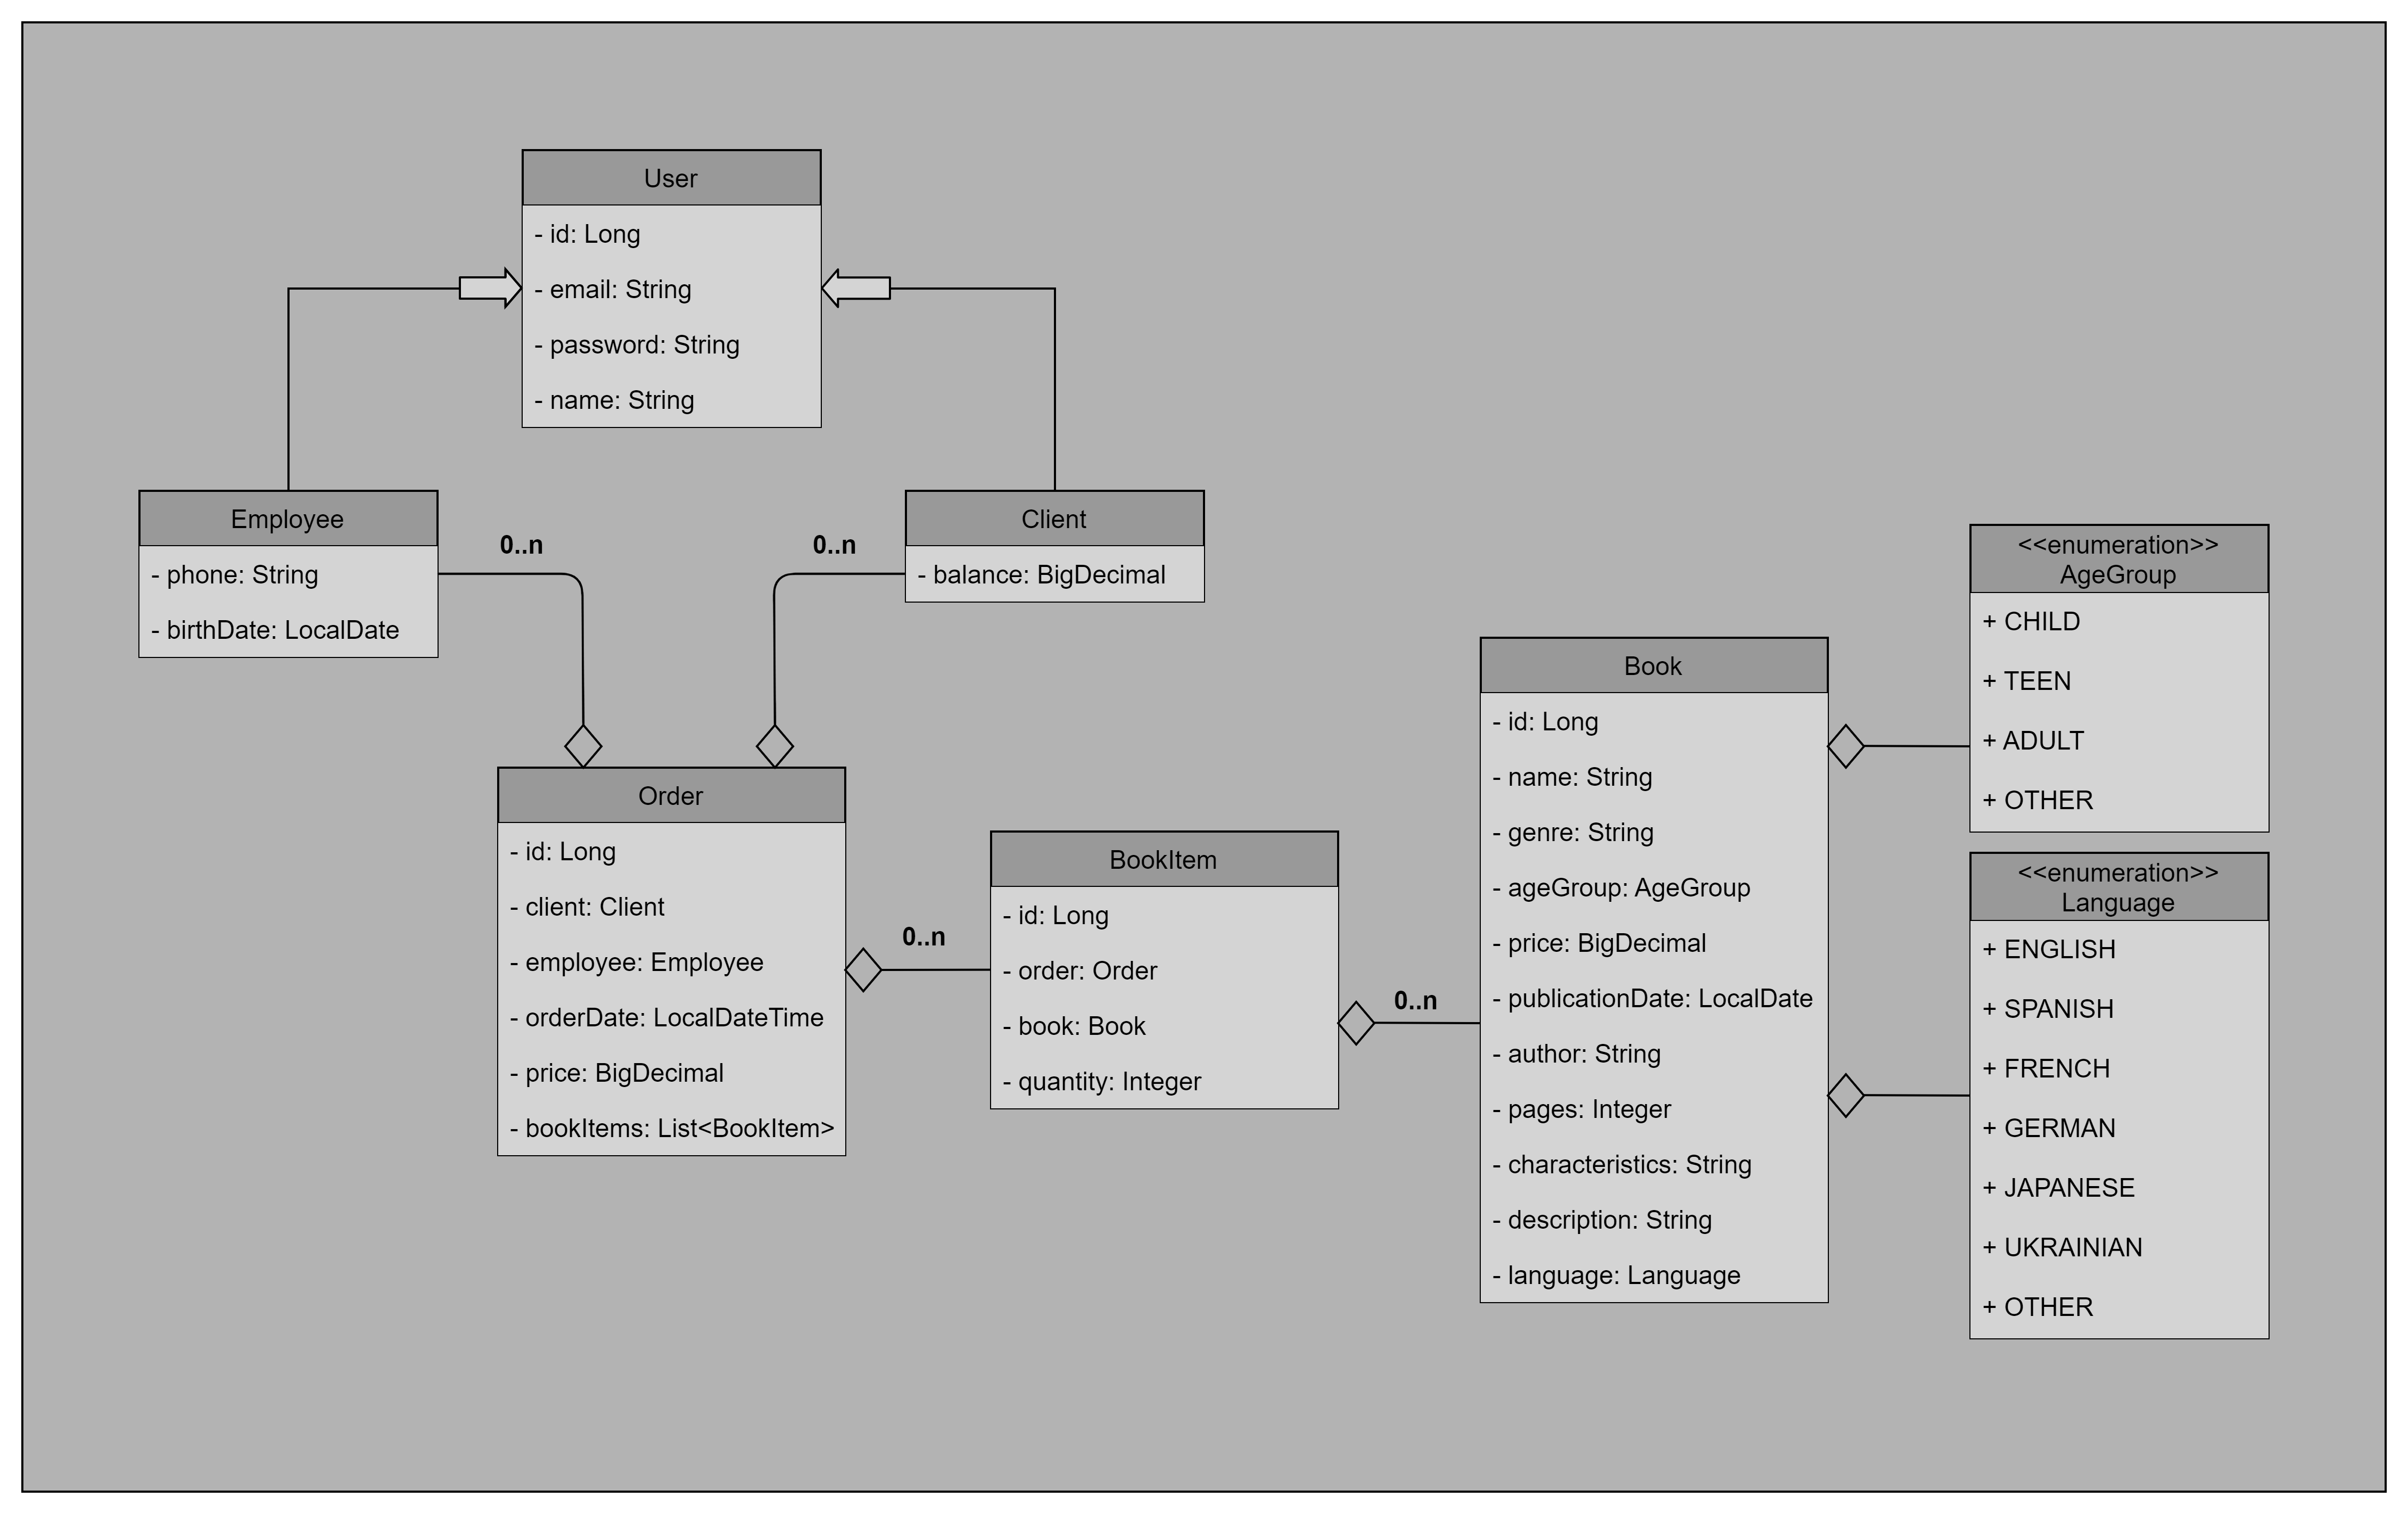 User
- id: Long
- email: String
- password: String
- name: String
Employee
- phone: String
- birthDate: LocalDate
0..n
0..n
Client
- balance: BigDecimal
Order
- id: Long
- client: Client
- employee: Employee
- orderDate: LocalDateTime
- price: BigDecimal
- bookItems: List<BookItem>
0..n
BookItem
- id: Long
- order: Order
- book: Book
- quantity: Integer
0..n
Book
- id: Long
- name: String
- genre: String
- ageGroup: AgeGroup
- price: BigDecimal
- publicationDate: LocalDate
- author: String
- pages: Integer
- characteristics: String
- description: String
- language: Language
<<enumeration>>
AgeGroup
+ CHILD
+ TEEN
+ ADULT
+ OTHER
<<enumeration>>
Language
+ ENGLISH
+ SPANISH
+ FRENCH
+ GERMAN
+ JAPANESE
+ UKRAINIAN
+ OTHER